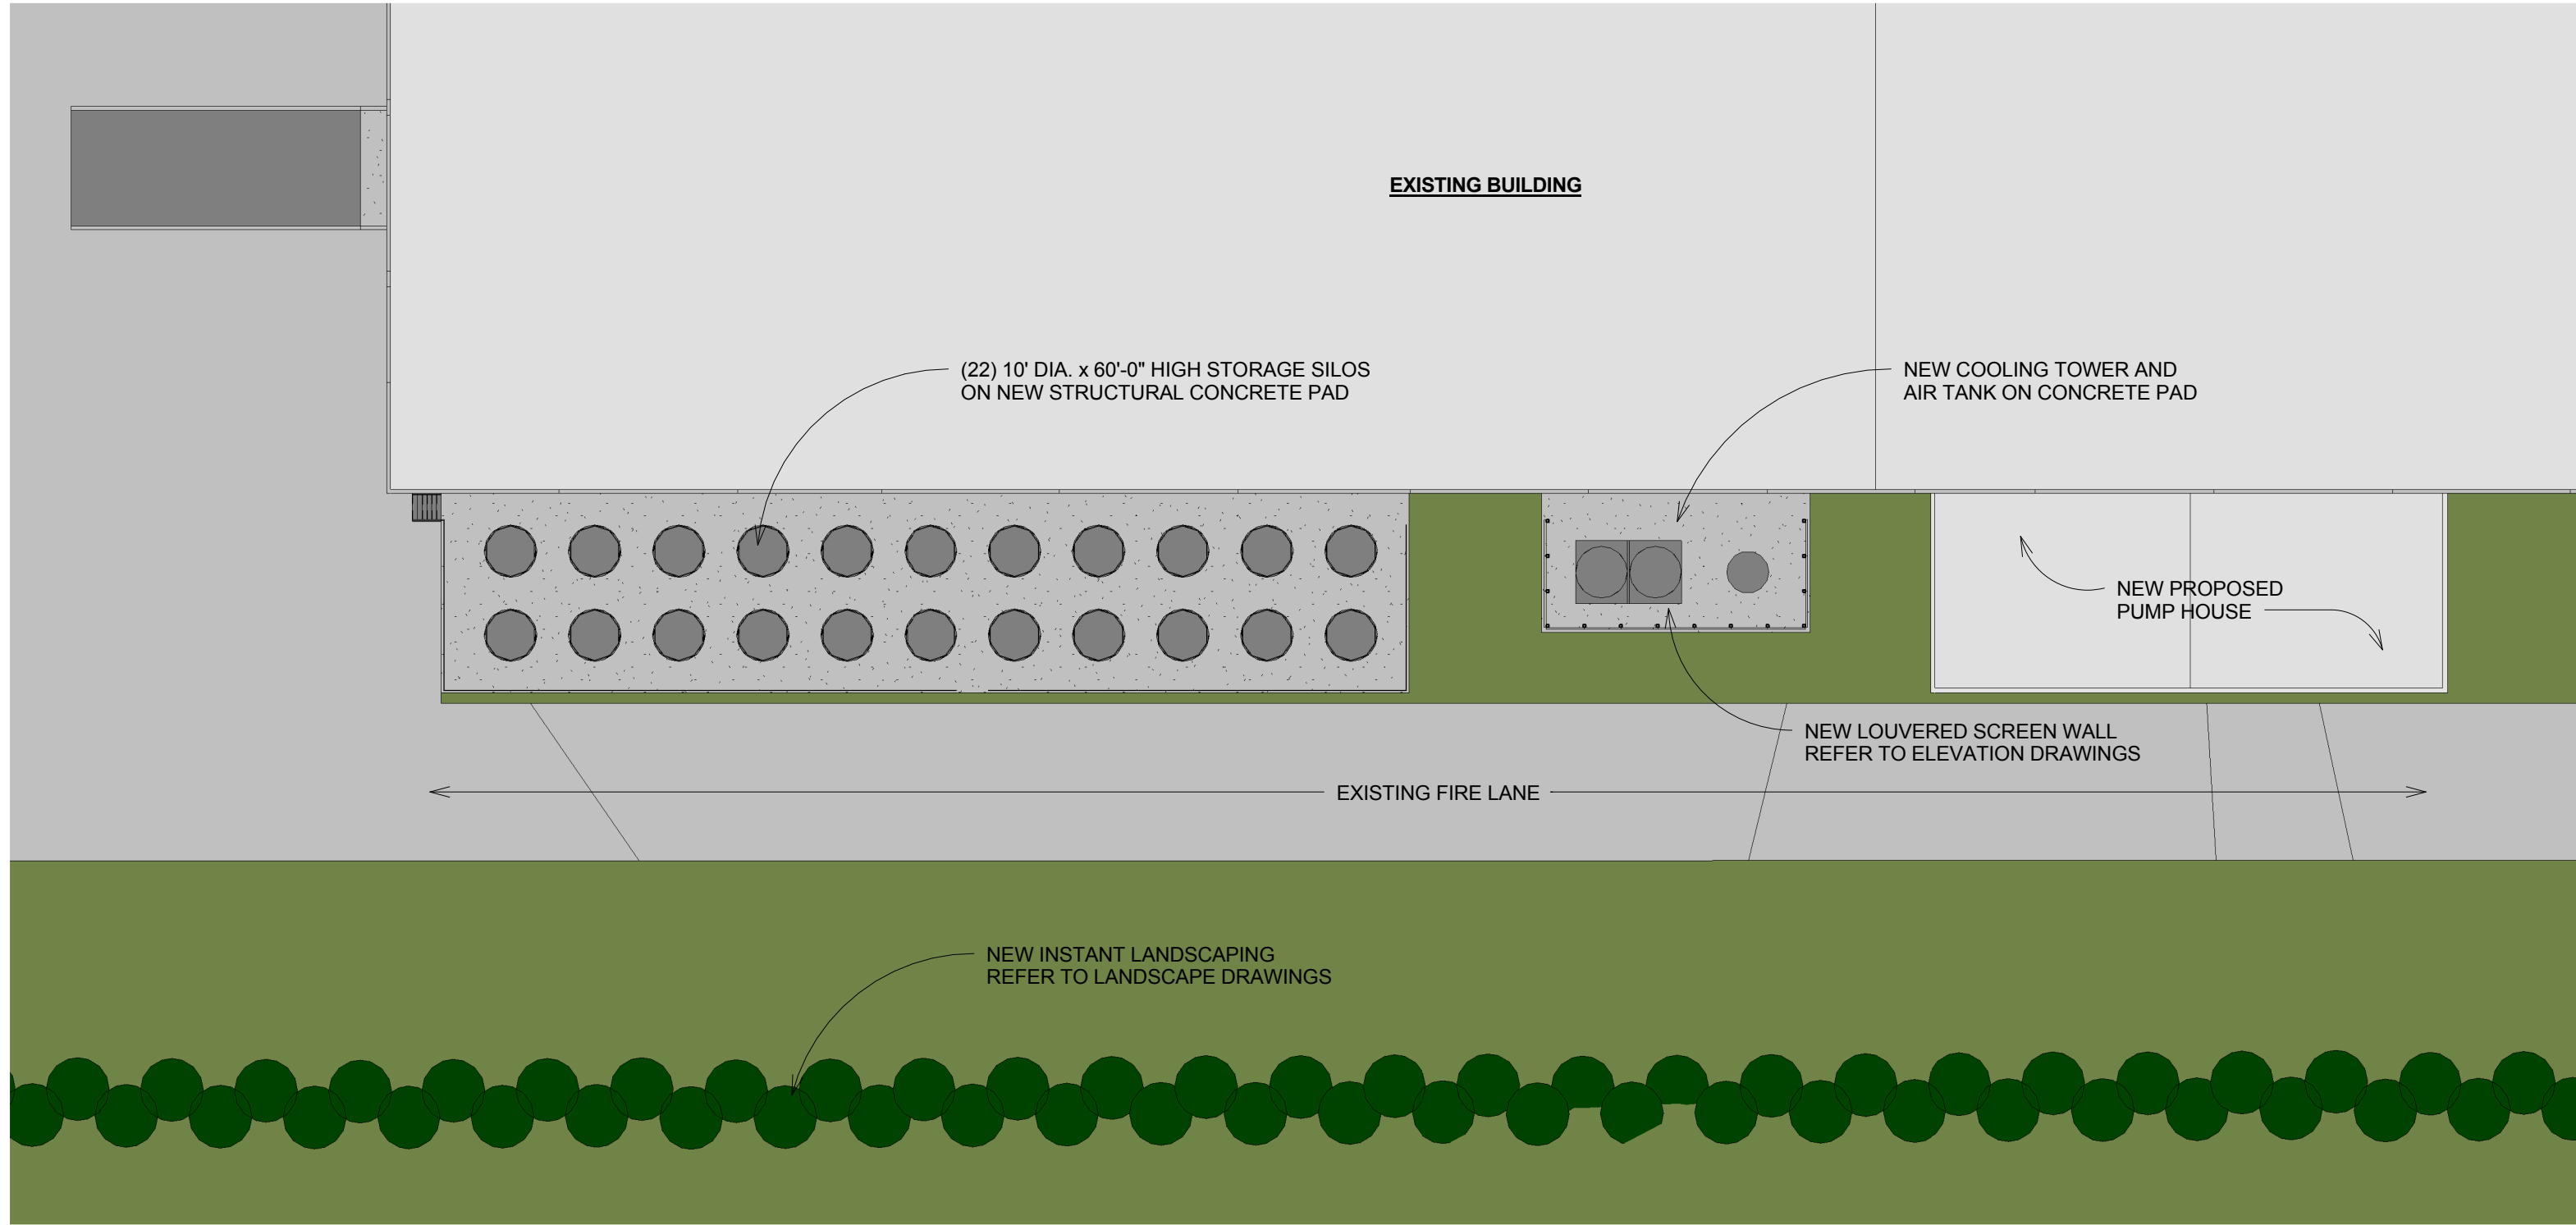 EXISTING BUILDING
(22) 10' DIA. x 60'-0" HIGH STORAGE SILOS
ON NEW STRUCTURAL CONCRETE PAD
NEW COOLING TOWER AND
AIR TANK ON CONCRETE PAD
NEW PROPOSED
PUMP HOUSE
NEW LOUVERED SCREEN WALL
REFER TO ELEVATION DRAWINGS
EXISTING FIRE LANE
NEW INSTANT LANDSCAPING
REFER TO LANDSCAPE DRAWINGS